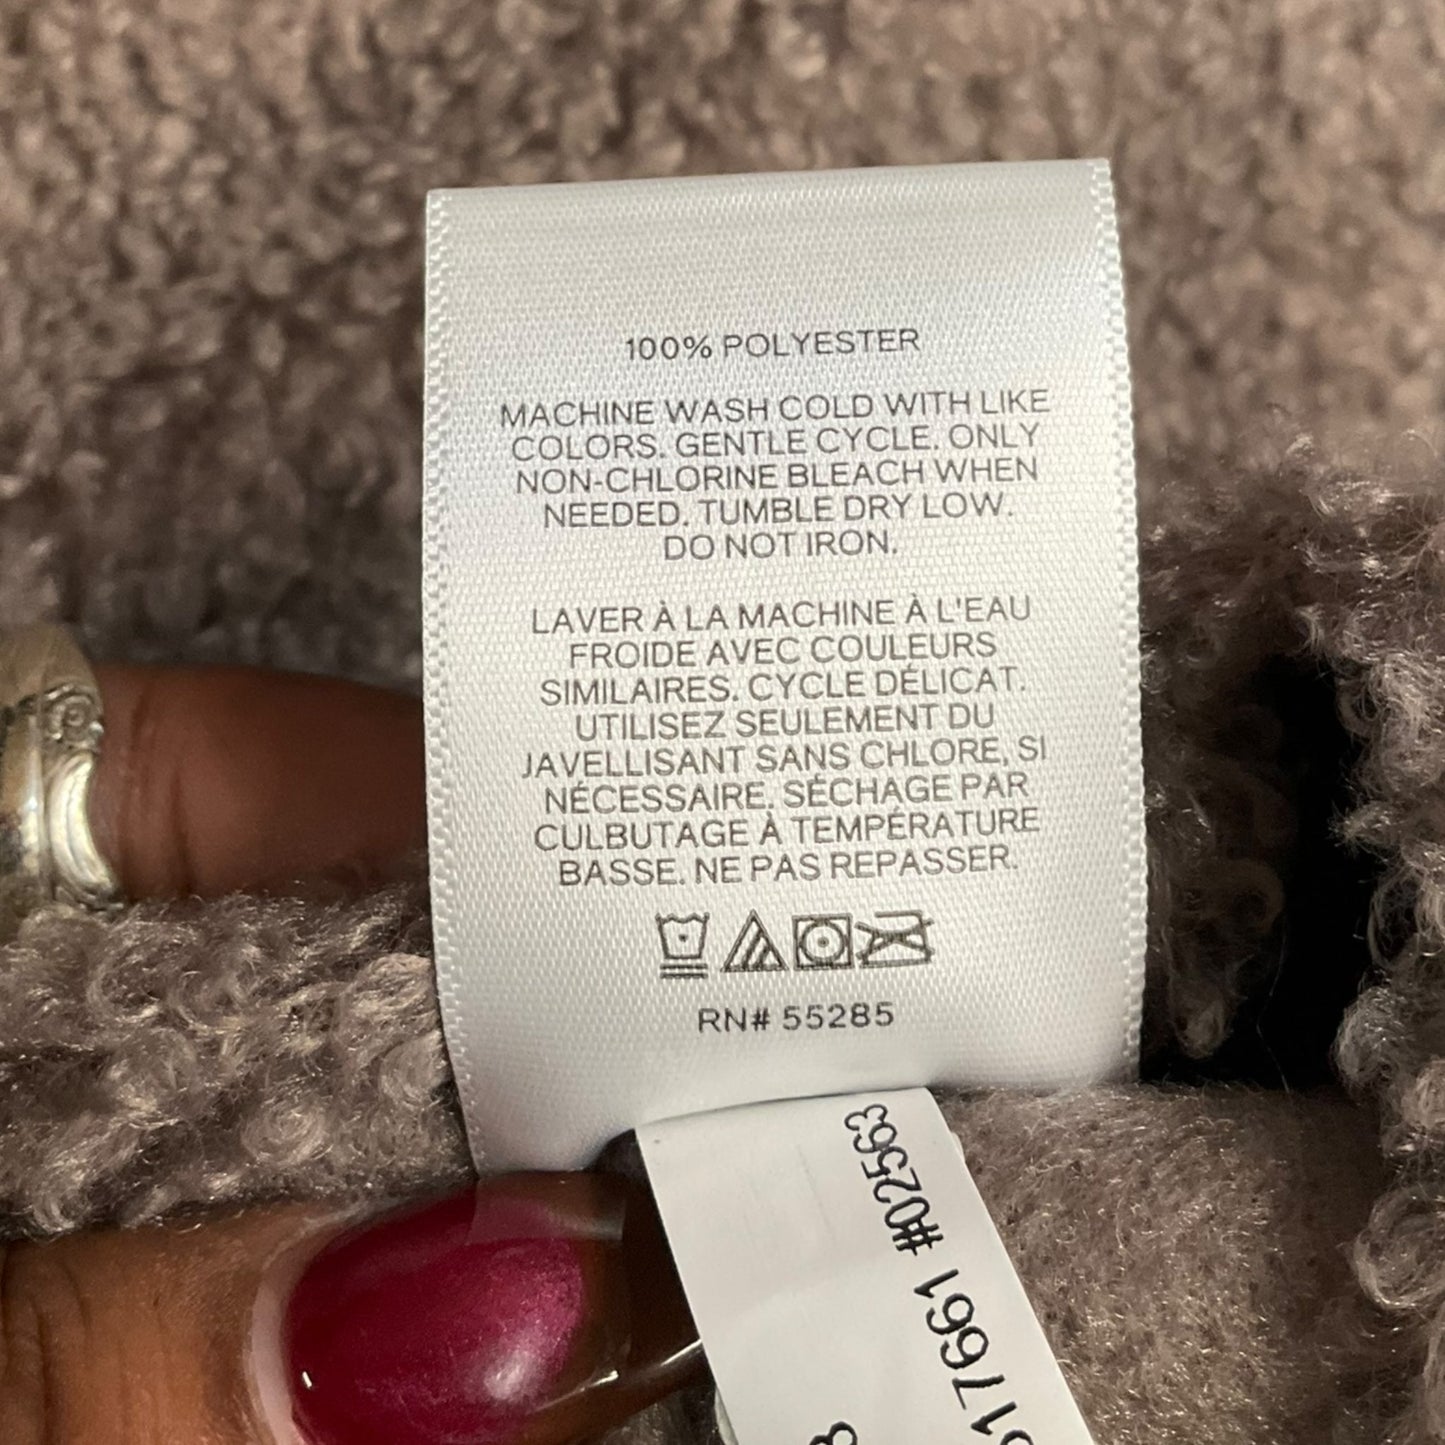 100% POLYESTER
MACHINE WASH COLD WITH LIKE
COLORS. GENTLE CYCLE. ONLY
NON-CHLORINE BLEACH WHEN
NEEDED. TUMBLE DRY LOW.
DO NOT IRON.
LAVER À LA MACHINE À L'EAU
FROIDE AVEC COULEURS
SIMILAIRES. CYCLE DÉLICAT.
UTILISEZ SEULEMENT DU
JAVELLISANT SANS CHLORE, SI
NÉCESSAIRE. SÉCHAGE PAR
CULBUTAGE À TEMPÉRATURE
BASSE. NE PAS REPASSER.
RN# 55285
#02563